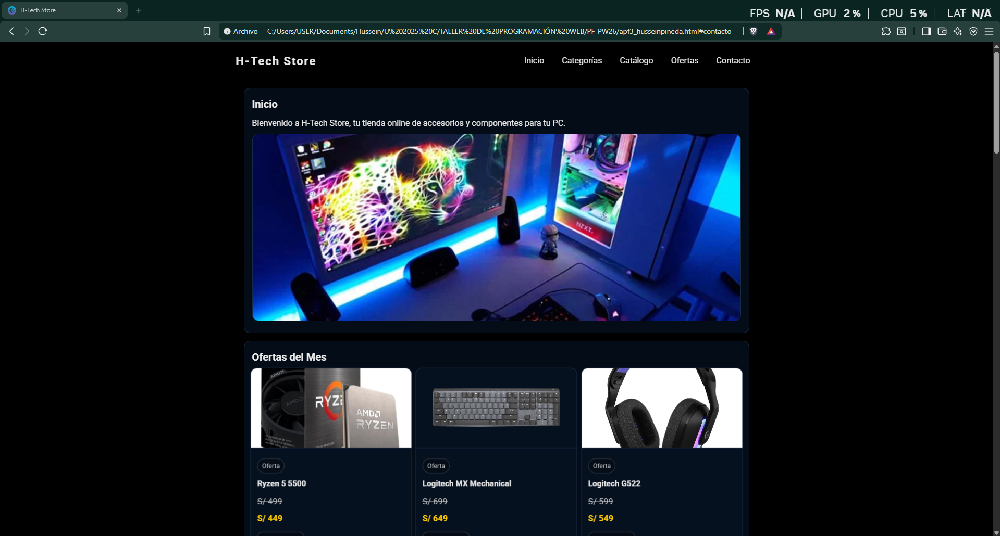 H-Tech Store
FPS N/A | GPU 2 % | CPU 5 % | LAT N/A
Archivo C:/Users/USER/Documents/Hussein/U%202025%20C/TALLER%20DE%20PROGRAMACIÓN%20WEB/PF-PW26/apf3_husseinpineda.html#contacto
H-Tech Store
Inicio Categorías Catálogo Ofertas Contacto
Inicio
Bienvenido a H-Tech Store, tu tienda online de accesorios y componentes para tu PC.
NZXT.
Ofertas del Mes
AMD
AMD
RYZE
AMD
RYZEN
Oferta
Ryzen 5 5500
S/ 499
S/ 449
Oferta
Logitech MX Mechanical
S/ 699
S/ 649
Oferta
Logitech G522
S/ 599
S/ 549